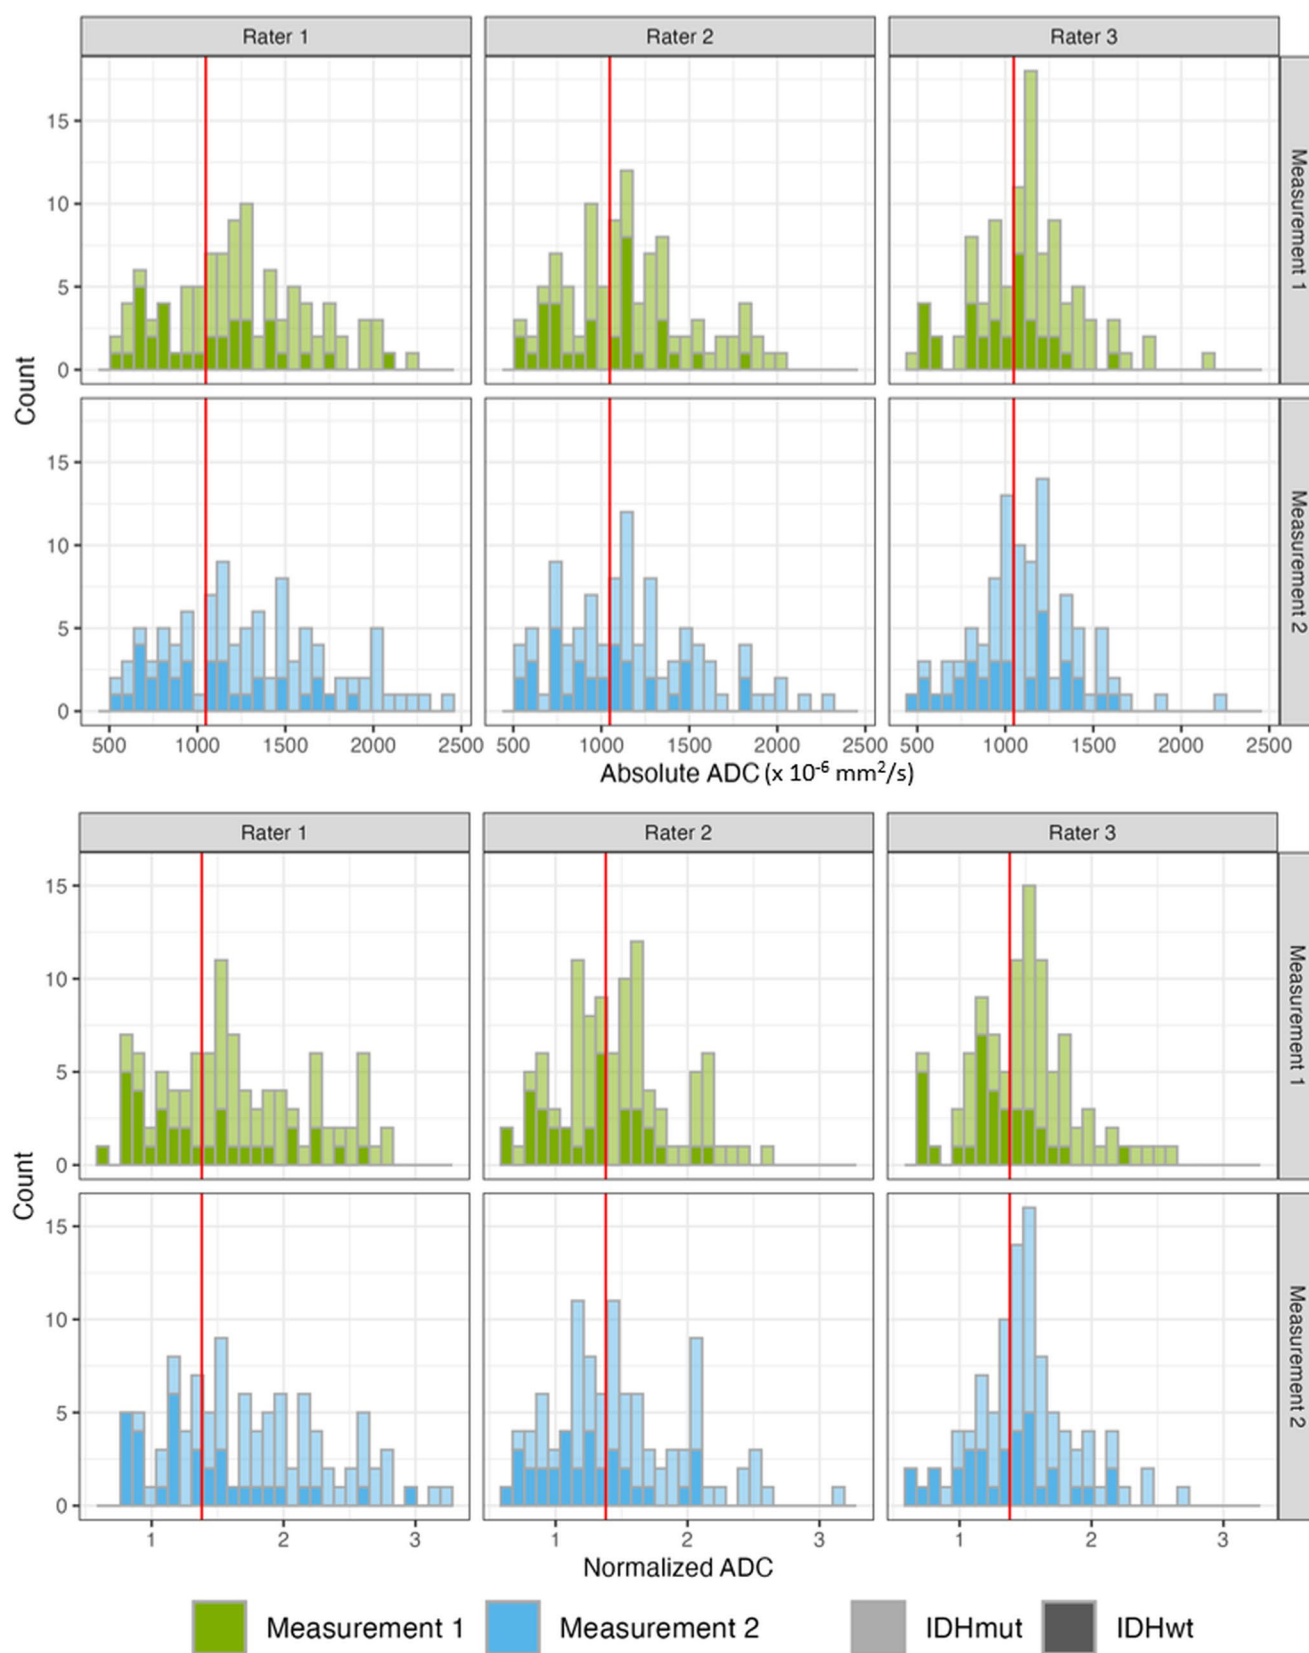 Rater 1 Rater 2 Rater 3
15
10
5
0
Measurement 1
Count
15
10
5
0
Measurement 2
500 1000 1500 2000 2500 500 1000 1500 2000 2500 500 1000 1500 2000 2500
Absolute ADC (x 10⁻⁶ mm²/s)
Rater 1 Rater 2 Rater 3
15
10
5
0
Measurement 1
Count
15
10
5
0
Measurement 2
1 2 3 1 2 3 1 2 3
Normalized ADC
Measurement 1 Measurement 2 IDHmut IDHwt